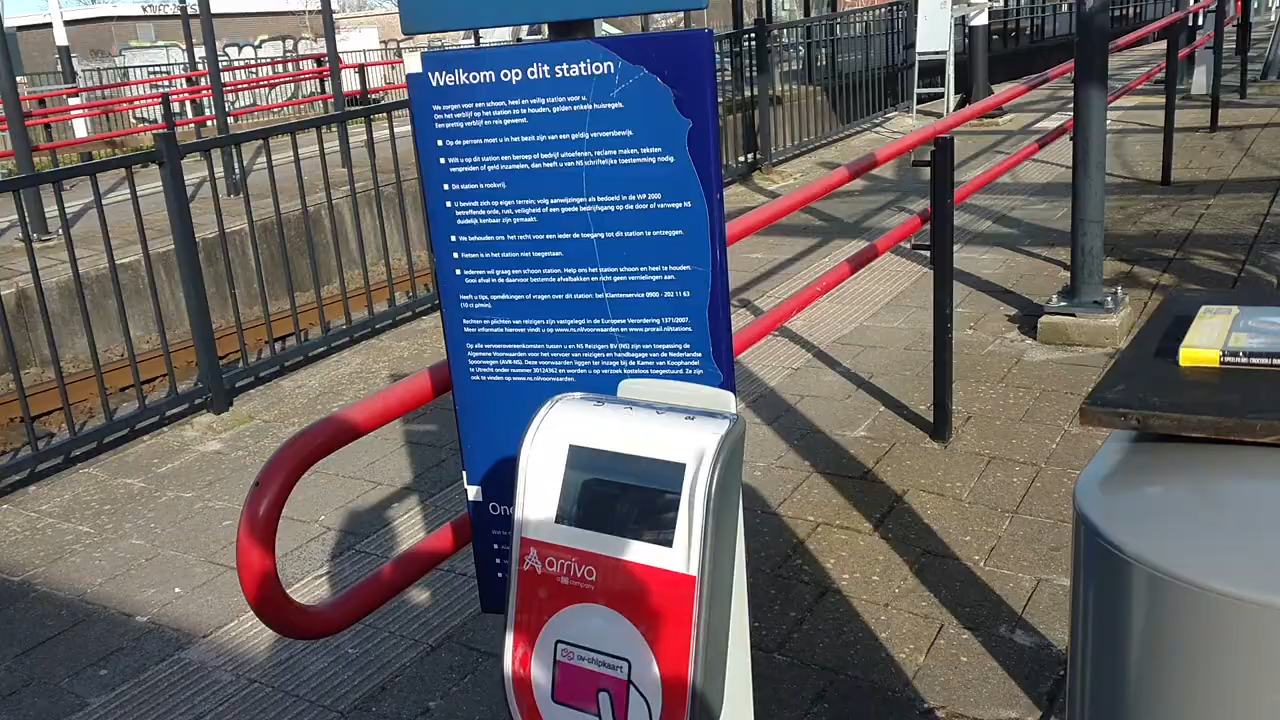 Welkom op dit station
We zorgen voor een schoon, heel en veilig station voor u.
Om het verblijf op het station zo te houden, gelden enkele huisregels.
Een prettig verblijf en reis gewenst.
Op de perrons moet u in het bezit zijn van een geldig vervoersbewijs.
Wilt u op dit station een beroep of bedrijf uitoefenen, reclame maken, teksten
verspreiden of geld inzamelen, dan heeft u van NS schriftelijke toestemming nodig.
Dit station is rookvrij.
U bevindt zich op eigen terrein; volg aanwijzingen als bedoeld in de WP 2000
betreffende orde, rust, veiligheid of een goede bedrijfsgang op die door of vanwege NS
duidelijk kenbaar zijn gemaakt.
We behouden ons het recht voor een ieder de toegang tot dit station te ontzeggen.
Fietsen is in het station niet toegestaan.
Iedereen wil graag een schoon station. Help ons het station schoon en heel te houden.
Gooi afval in de daarvoor bestemde afvalbakken en richt geen vernielingen aan.
Heeft u tips, opmerkingen of vragen over dit station: bel Klantenservice 0900 - 202 11 63
(10 ct p/min).
Rechten en plichten van reizigers zijn vastgelegd in de Europese Verordening 1371/2007.
Meer informatie hierover vindt u op www.ns.nl/voorwaarden en www.prorail.nl/stations.
Op alle vervoerovereenkomsten tussen u en NS Reizigers BV (NS) zijn van toepassing de
Algemene Voorwaarden voor het vervoer van reizigers en handbagage van de Nederlandse
Spoorwegen (AVR-NS). Deze voorwaarden liggen ter inzage bij de Kamer van Koophandel
te Utrecht onder nummer 30124362 en worden u op verzoek kosteloos toegestuurd. Ze zijn
ook te vinden op www.ns.nl/voorwaarden.
arriva
a DB company
ov-chipkaart